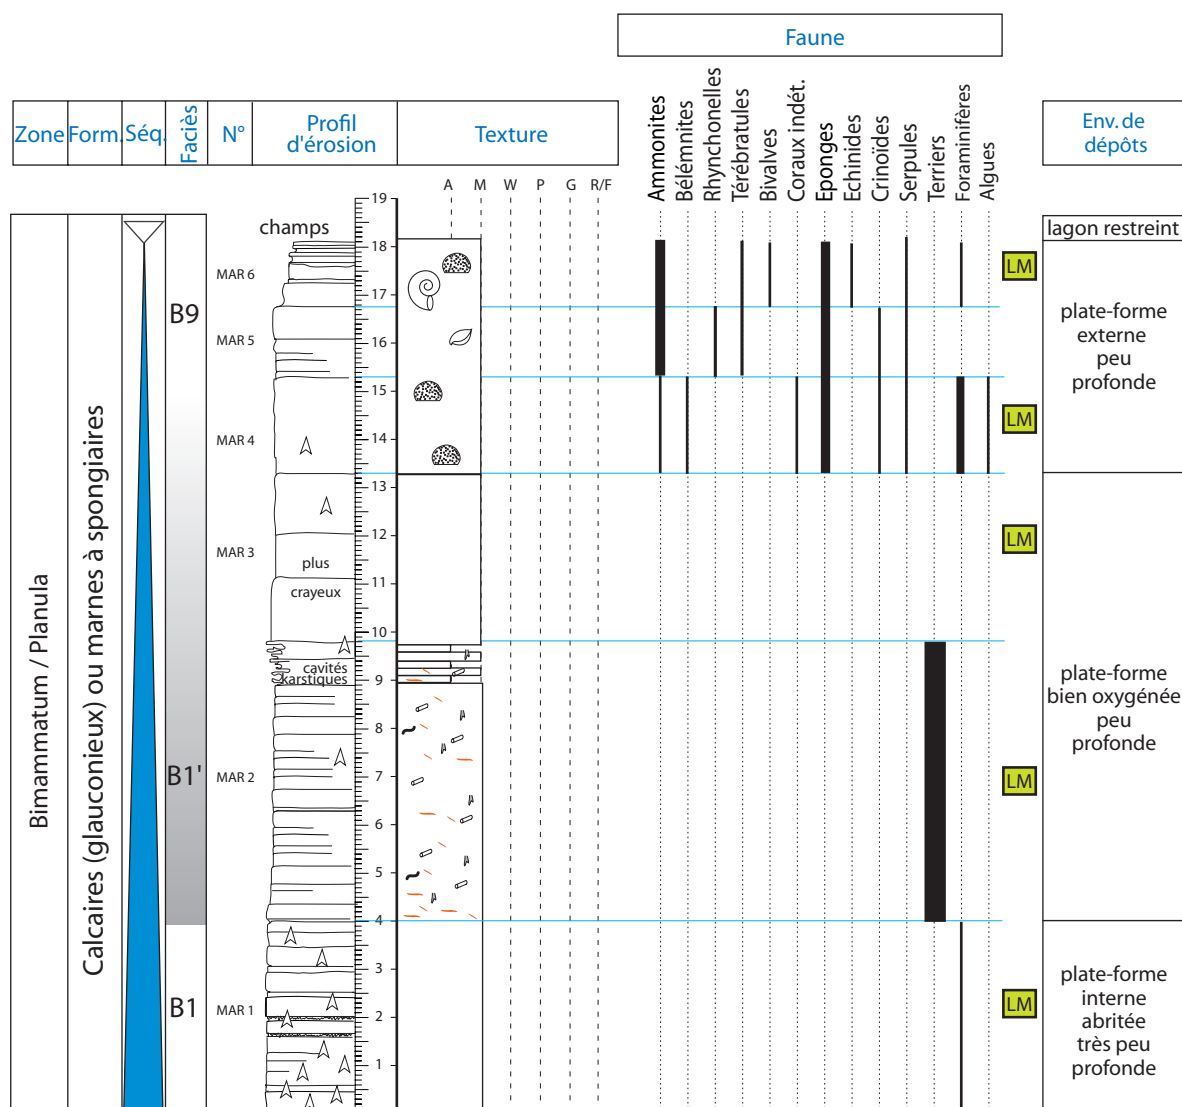 Faune
Zone
Form.
Séq.
Faciès
N°
Profil
d'érosion
Texture
Ammonites
Bélémnites
Rhynchonelles
Térébratules
Bivalves
Coraux indét.
Eponges
Echinides
Crinoides
Serpules
Terriers
Foraminifères
Algues
Env. de
dépôts
A
M
W
P
G
R/F
19
champs
lagon restreint
18
MAR 6
LM
17
B9
plate-forme
externe
peu
profonde
MAR 5
16
15
MAR 4
LM
14
13
12
MAR 3
LM
plus
11
crayeux
10
cavités
karstiques
9
plate-forme
bien oxygénée
peu
profonde
8
B1'
MAR 2
7
LM
6
5
4
3
plate-forme
interne
abritée
très peu
profonde
B1
MAR 1
LM
2
1
Bimammatum / Planula
Calcaires (glauconieux) ou marnes à spongiaires